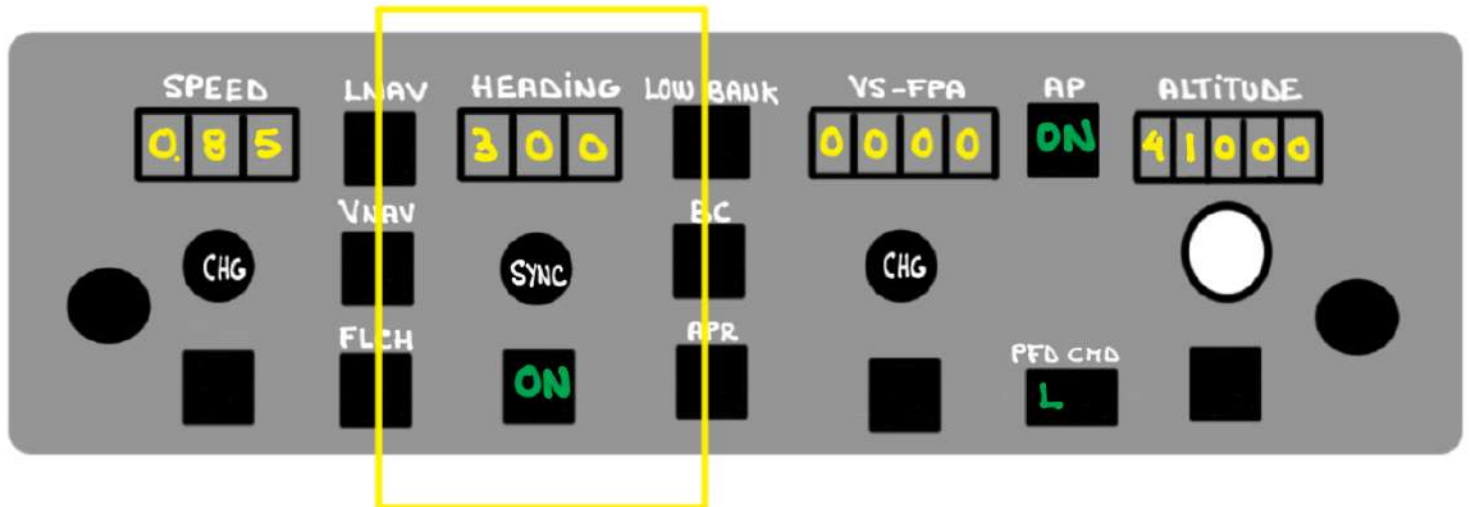 SPEED LNAV HEADING LOW BANK VS-FPA AP ALTITUDE
0.85 300 0000 ON 41000
VNAV BC
CHG SYNC CHG
FLCH APR PFD CMD
ON L